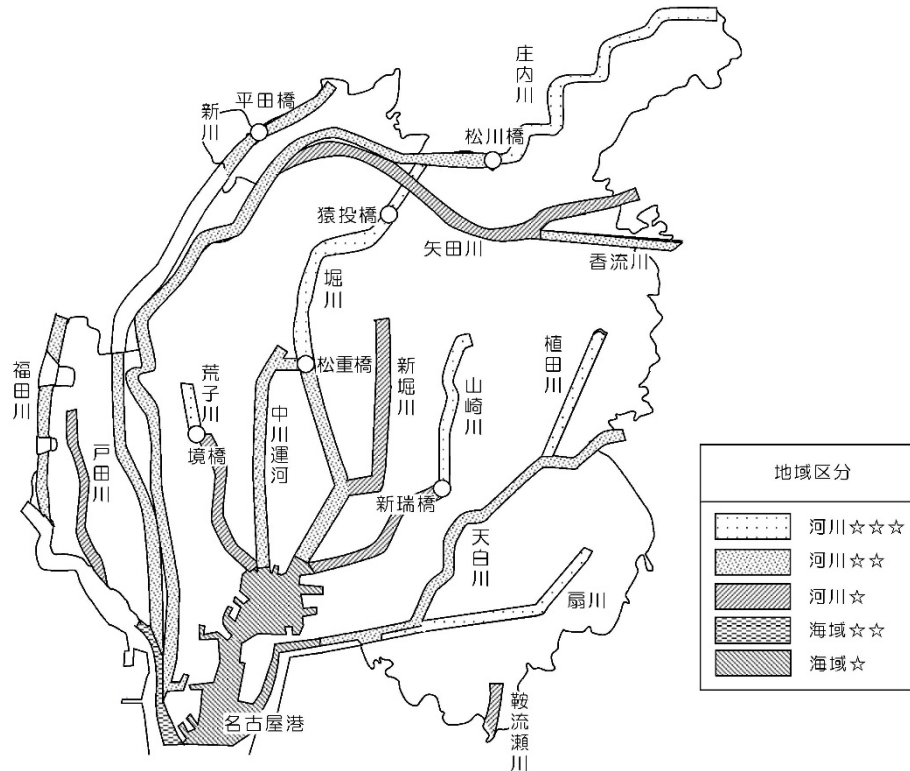 庄内川
平田橋
新川
松川橋
猿投橋
矢田川
香流川
堀川
福田川
戸田川
荒子川
境橋
中川運河
松重橋
新堀川
山崎川
植田川
新瑞橋
天白川
扇川
鞍流瀬川
名古屋港
地域区分
河川☆☆☆
河川☆☆
河川☆
海域☆☆
海域☆